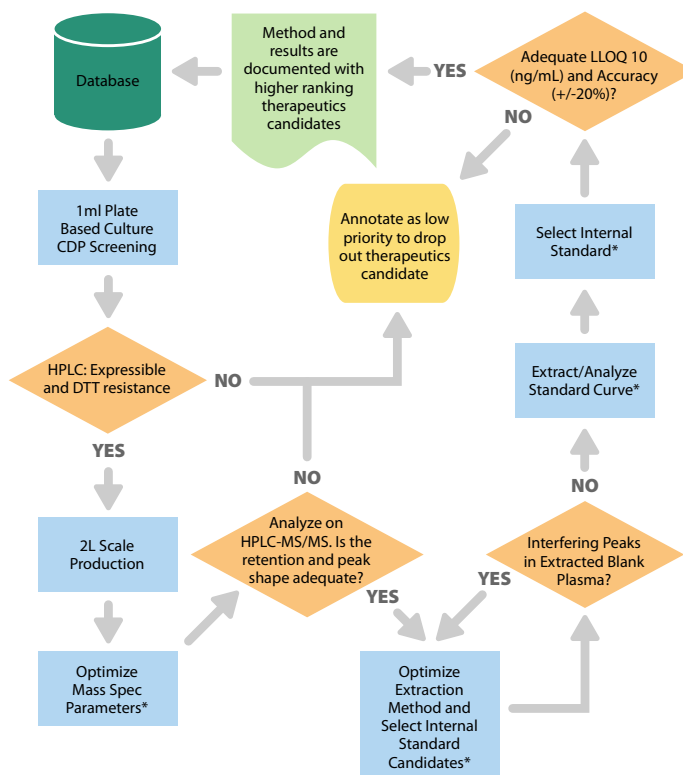 Database
Method and
results are
documented with
higher ranking
therapeutics
candidates
YES
Adequate LLOQ 10
(ng/mL) and Accuracy
(+/-20%)?
NO
1ml Plate
Based Culture
CDP Screening
Annotate as low
priority to drop
out therapeutics
candidate
Select Internal
Standard*
HPLC: Expressible
and DTT resistance
NO
Extract/Analyze
Standard Curve*
YES
NO
NO
2L Scale
Production
Analyze on
HPLC-MS/MS. Is the
retention and peak
shape adequate?
YES
Interfering Peaks
in Extracted Blank
Plasma?
YES
Optimize
Mass Spec
Parameters*
Optimize
Extraction
Method and
Select Internal
Standard
Candidates*